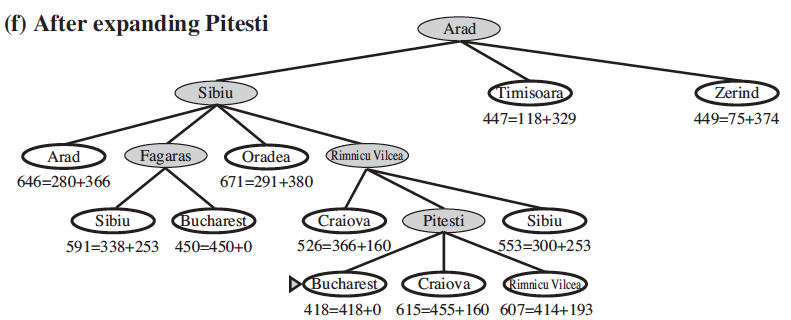 (f) After expanding Pitesti
Arad
Sibiu
Timisoara
Zerind
447=118+329
449=75+374
Arad
Fagaras
Oradea
Rimnicu Vilcea
646=280+366
671=291+380
Sibiu
Bucharest
Craiova
Pitesti
Sibiu
591=338+253
450=450+0
526=366+160
553=300+253
Bucharest
Craiova
Rimnicu Vilcea
418=418+0
615=455+160
607=414+193